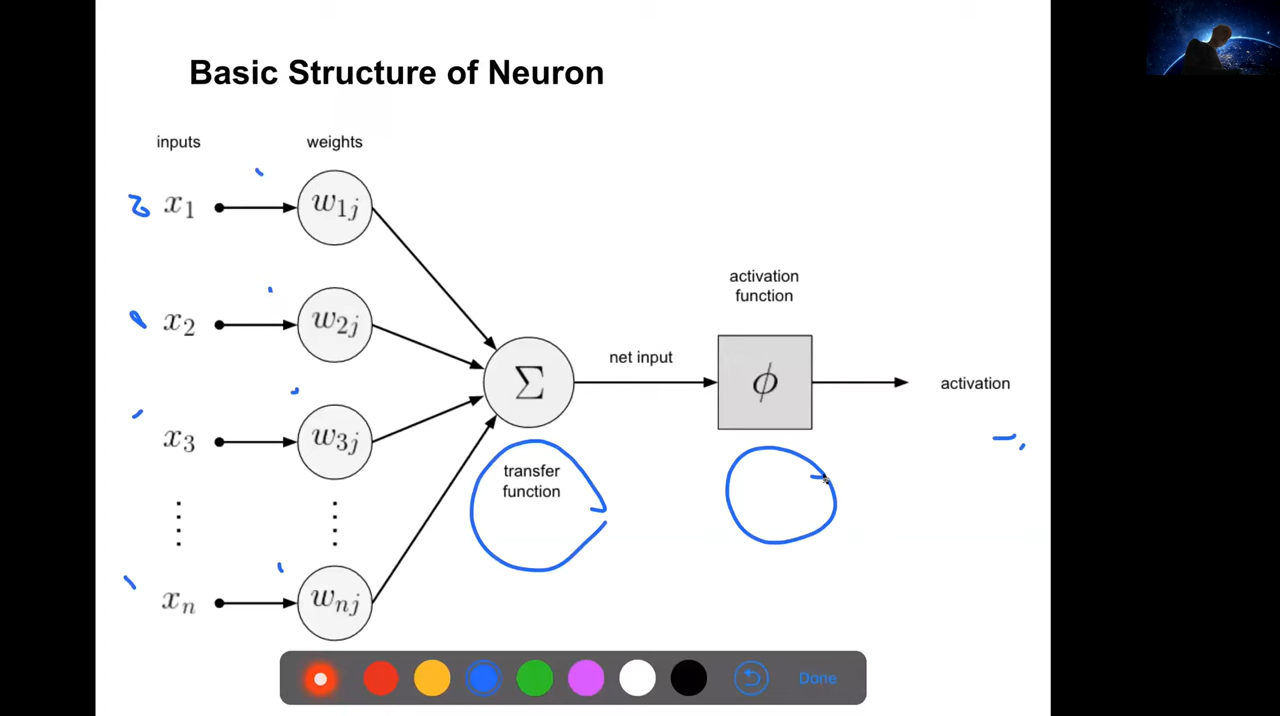 Basic Structure of Neuron
inputs weights
x₁ w₁ⱼ
activation
function
x₂ w₂ⱼ
net input
Σ ϕ activation
x₃ w₃ⱼ
transfer
function
xₙ wₙⱼ
Done